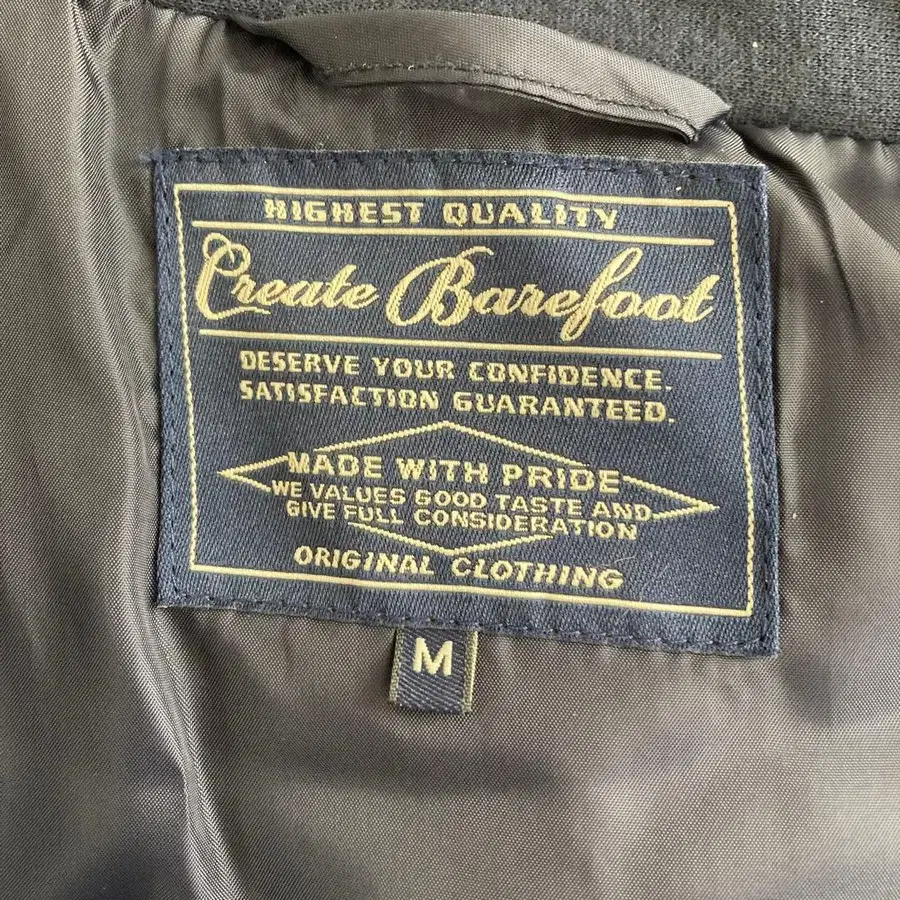 HIGHEST QUALITY
Create Barefoot
DESERVE YOUR CONFIDENCE.
SATISFACTION GUARANTEED.
MADE WITH PRIDE
WE VALUES GOOD TASTE AND
GIVE FULL CONSIDERATION
ORIGINAL CLOTHING
M